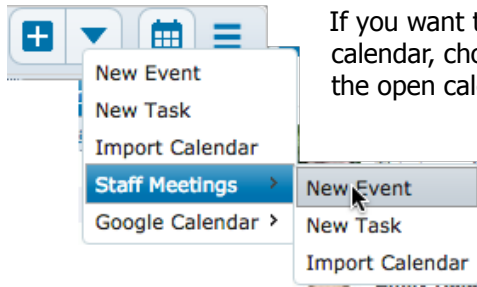 If you want
calendar, cho
the open cal
New Event
New Task
Import Calendar
Staff Meetings >
Google Calendar >
New Event
New Task
Import Calendar